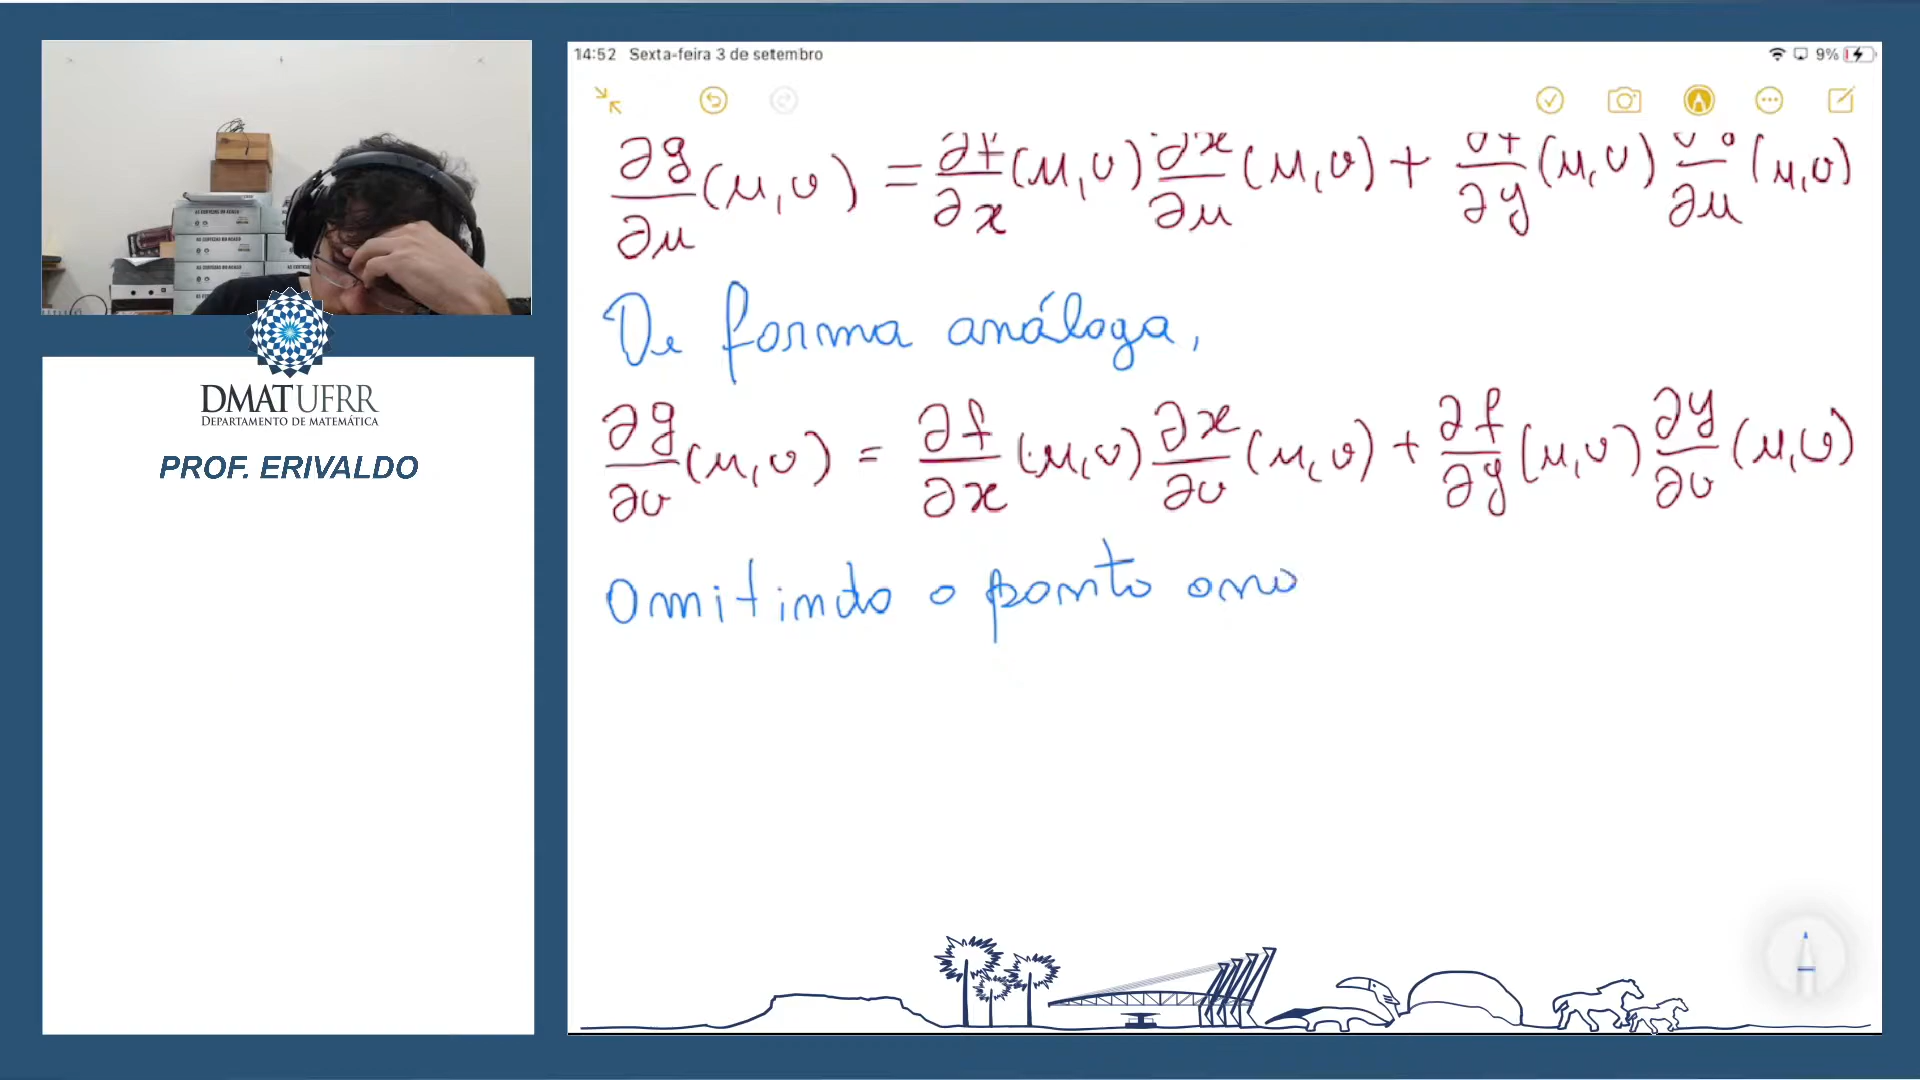 14:52 Sexta-feira 3 de setembro 9%
∂g/∂u (u,v) = ∂f/∂x (u,v) ∂x/∂u (u,v) + ∂f/∂y (u,v) ∂y/∂u (u,v)
De forma análoga,
∂g/∂v (u,v) = ∂f/∂x (u,v) ∂x/∂v (u,v) + ∂f/∂y (u,v) ∂y/∂v (u,v)
Omitindo o ponto ono
DMATUFRR
DEPARTAMENTO DE MATEMÁTICA
PROF. ERIVALDO